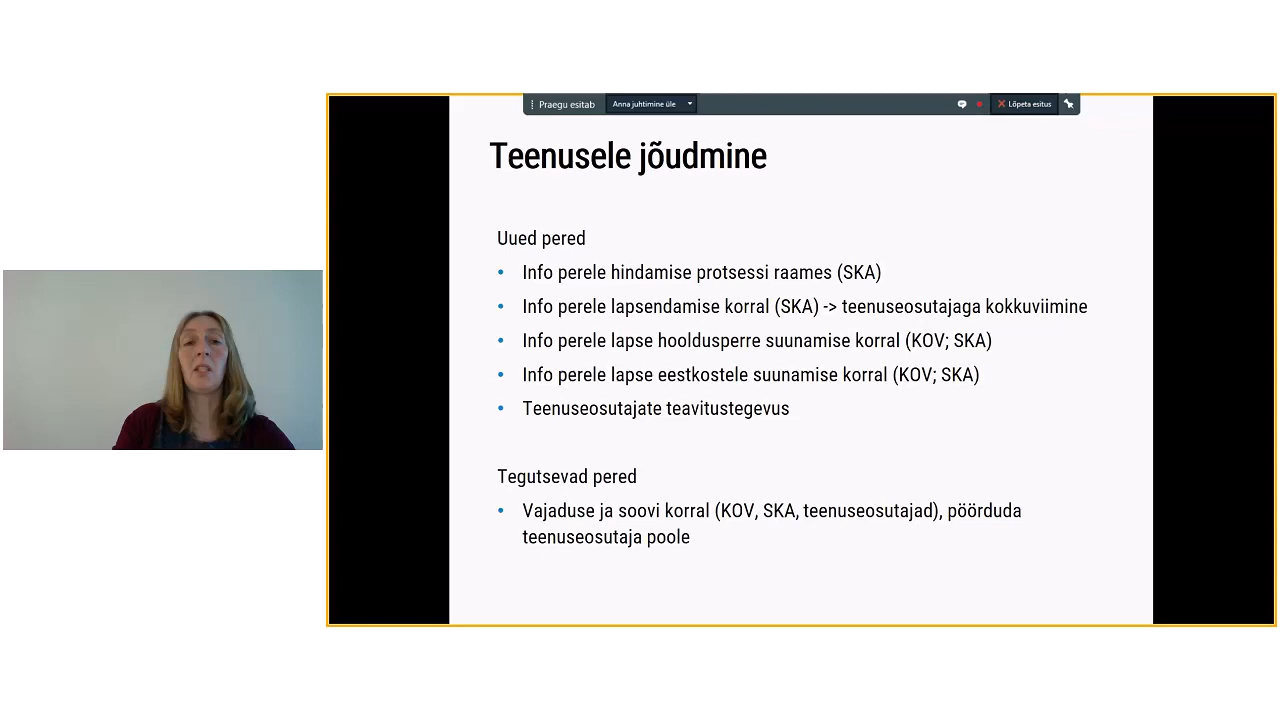 Praegu esitab
Anna juhtimine üle
Lõpeta esitus
Teenusele jõudmine
Uued pered
• Info perele hindamise protsessi raames (SKA)
• Info perele lapsendamise korral (SKA) -> teenuseosutajaga kokkuviimine
• Info perele lapse hooldusperre suunamise korral (KOV; SKA)
• Info perele lapse eestkostele suunamise korral (KOV; SKA)
• Teenuseosutajate teavitustegevus
Tegutsevad pered
• Vajaduse ja soovi korral (KOV, SKA, teenuseosutajad), pöörduda
teenuseosutaja poole